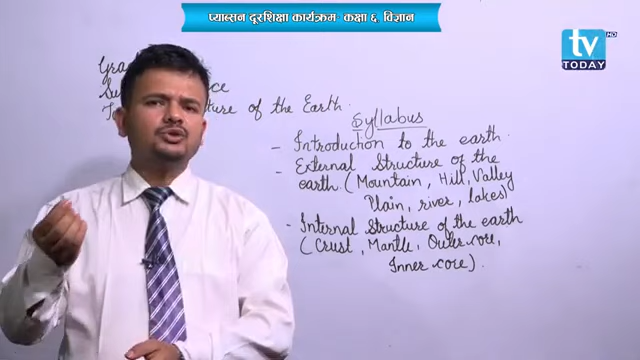 प्याब्सन दूरशिक्षा कार्यक्रम कक्षा ६, विज्ञान
tv HD
TODAY
of the Earth.
Syllabus
- Introduction to the earth.
- External Structure of the
earth (Mountain, Hill, Valley
Plain, river, lakes)
- Internal Structure of the earth
(Crust, Mantle, Outer core,
Inner core).